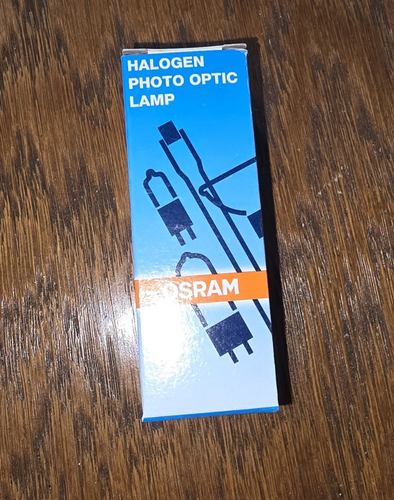 HALOGEN
PHOTO OPTIC
LAMP
OSRAM